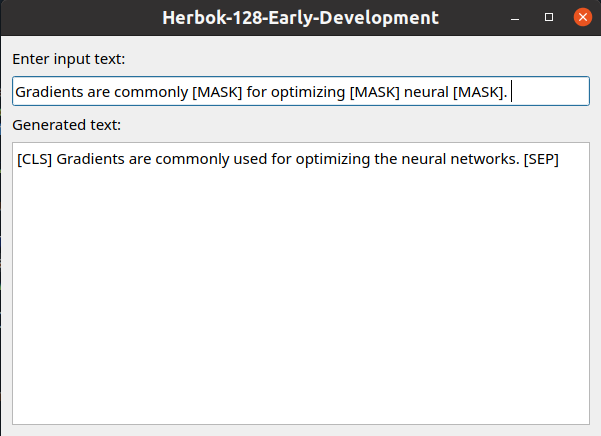 Herbok-128-Early-Development
Enter input text:
Gradients are commonly [MASK] for optimizing [MASK] neural [MASK].
Generated text:
[CLS] Gradients are commonly used for optimizing the neural networks. [SEP]